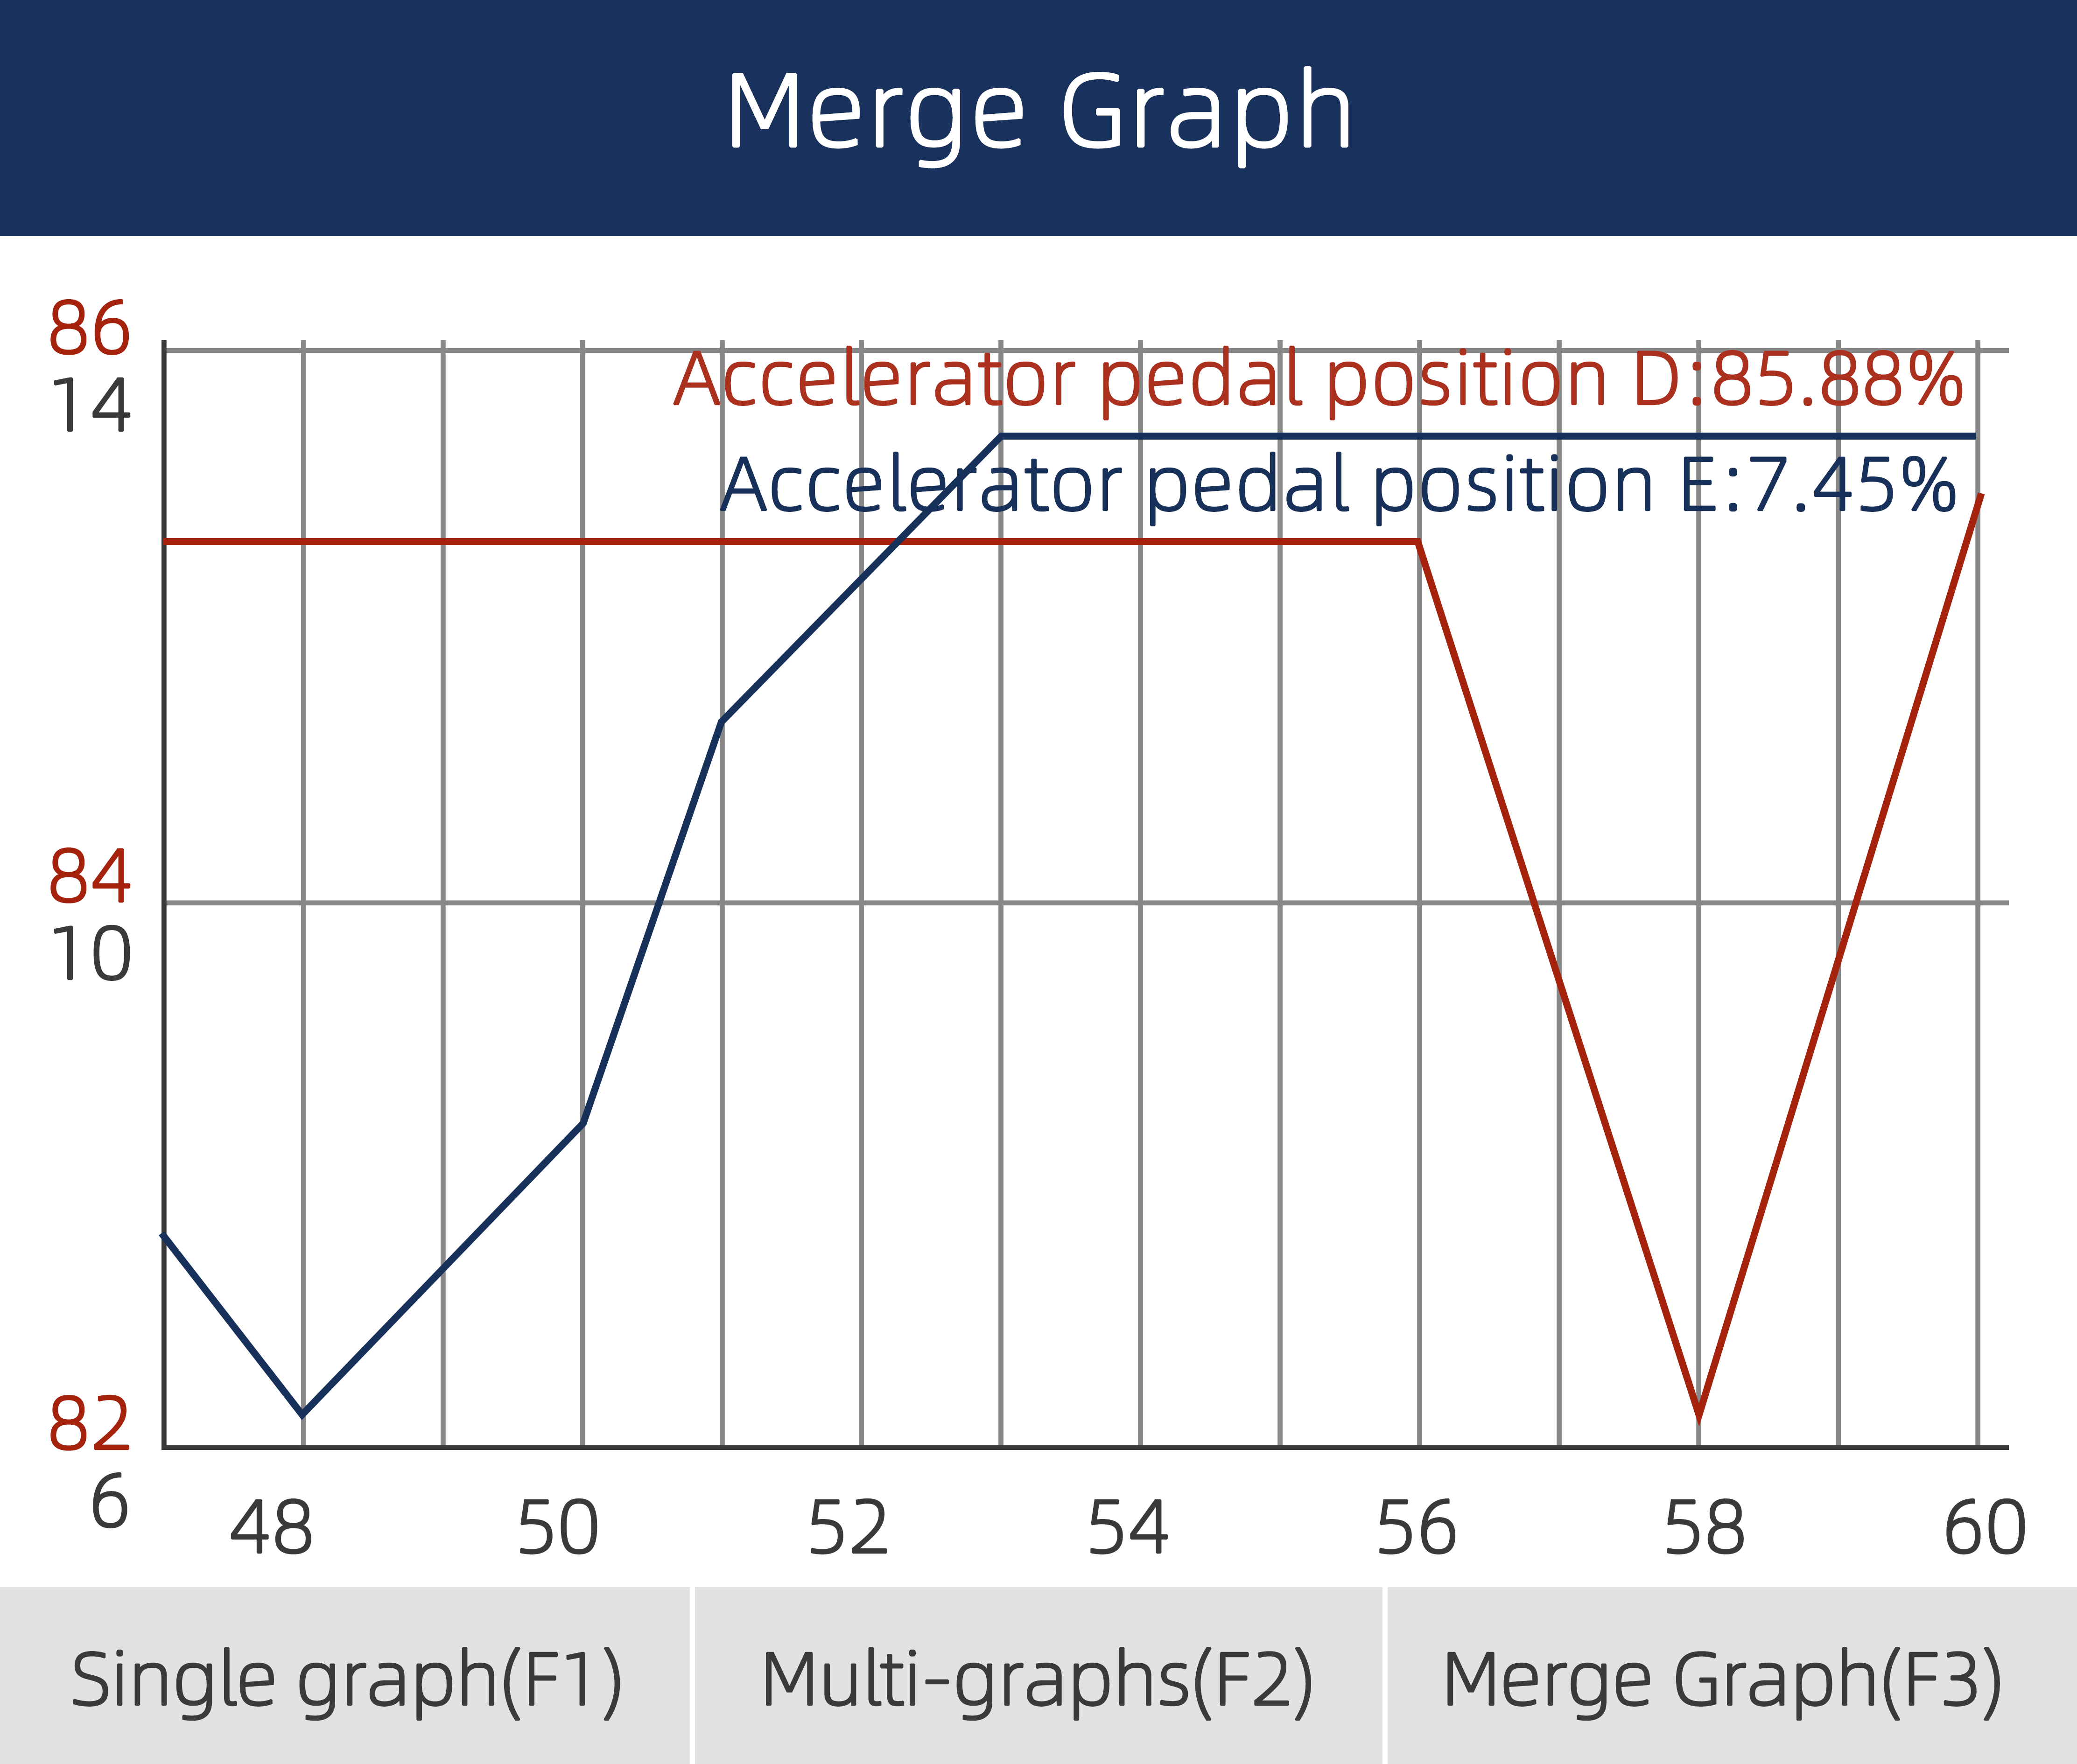 Merge Graph
86
14
Accelerator pedal position D:85.88%
Accelerator pedal position E:7.45%
84
10
82
6
48 50 52 54 56 58 60
Single graph(F1) Multi-graphs(F2) Merge Graph(F3)